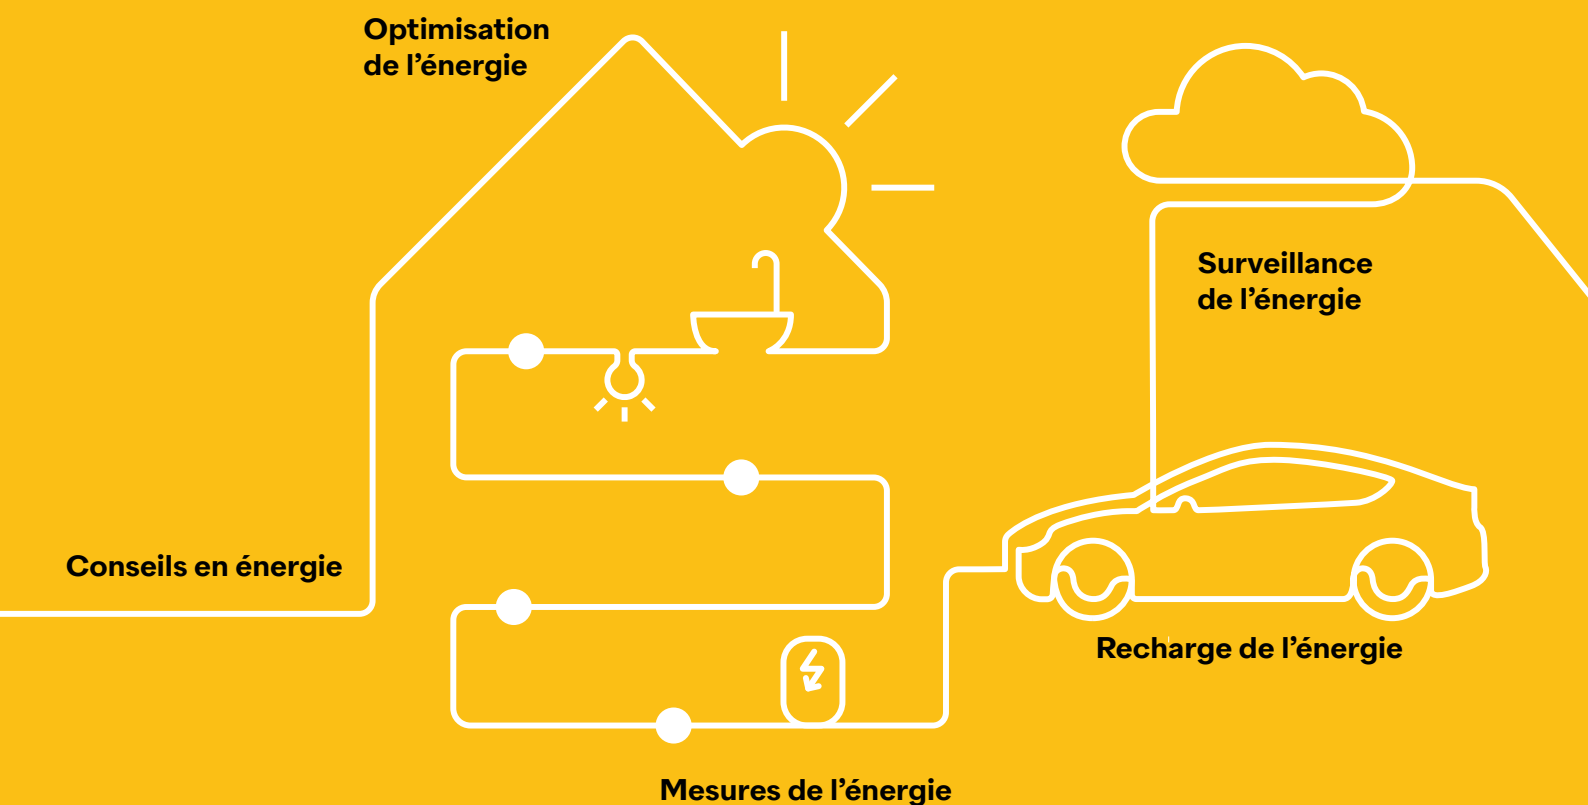 Optimisation
de l’énergie
Surveillance
de l’énergie
Conseils en énergie
Recharge de l’énergie
Mesures de l’énergie